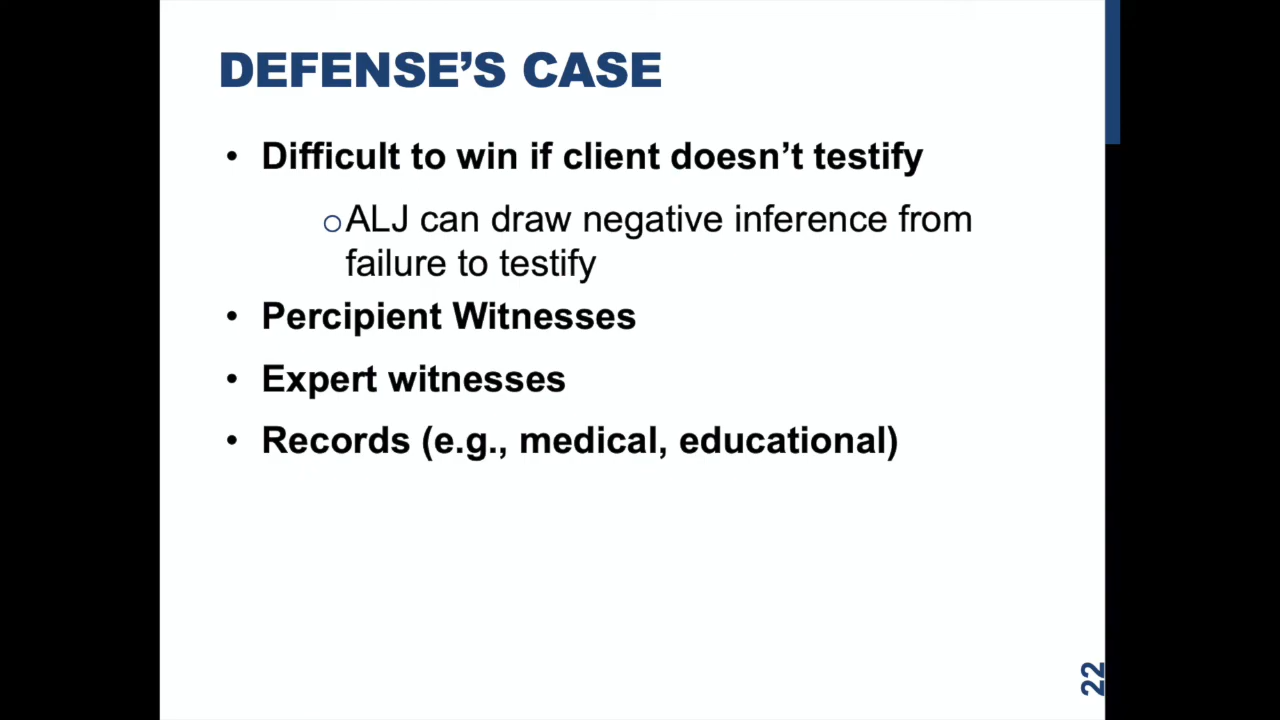 DEFENSE’S CASE
• Difficult to win if client doesn’t testify
oALJ can draw negative inference from
failure to testify
• Percipient Witnesses
• Expert witnesses
• Records (e.g., medical, educational)
22